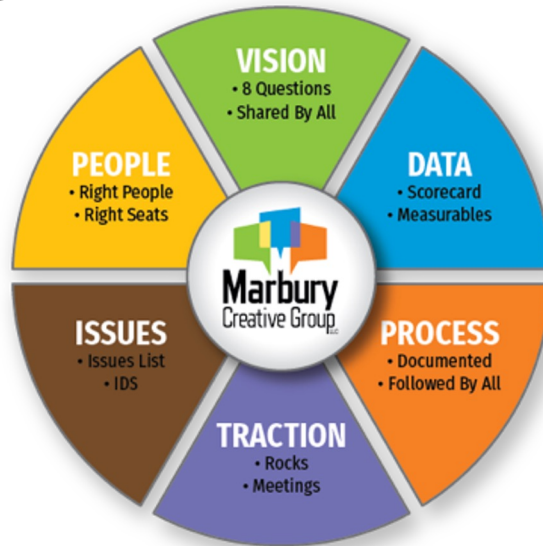 VISION
• 8 Questions
• Shared By All
DATA
• Scorecard
• Measurables
PROCESS
• Documented
• Followed By All
TRACTION
• Rocks
• Meetings
ISSUES
• Issues List
• IDS
PEOPLE
• Right People
• Right Seats
Marbury
Creative Group LLC